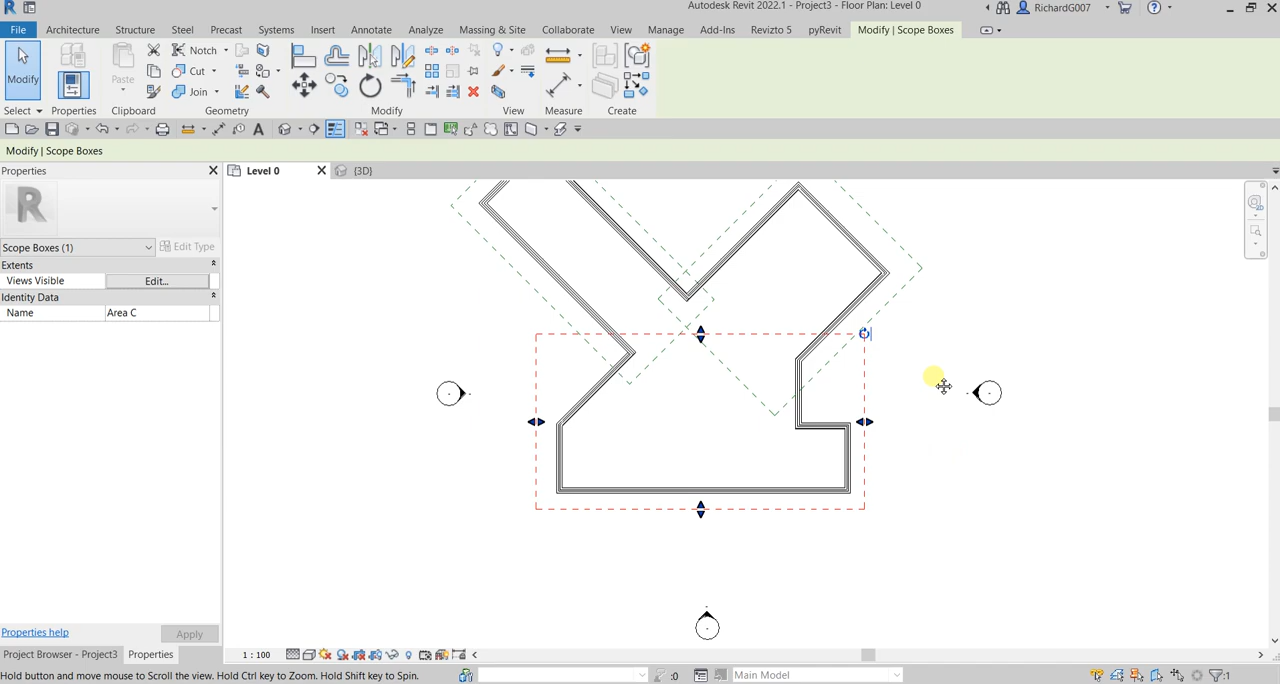 Autodesk Revit 2022.1 - Project3 - Floor Plan: Level 0
RichardG007
File
Architecture
Structure
Steel
Precast
Systems
Insert
Annotate
Analyze
Massing & Site
Collaborate
View
Manage
Add-Ins
Revizto 5
pyRevit
Modify | Scope Boxes
Modify
Paste
Notch
Cut
Join
Select
Properties
Clipboard
Geometry
Modify
View
Measure
Create
Modify | Scope Boxes
Properties
Level 0
{3D}
Scope Boxes (1)
Edit Type
Extents
Views Visible
Edit...
Identity Data
Name
Area C
Properties help
Apply
Project Browser - Project3
Properties
1 : 100
Hold button and move mouse to Scroll the view. Hold Ctrl key to Zoom. Hold Shift key to Spin.
:0
Main Model
:1